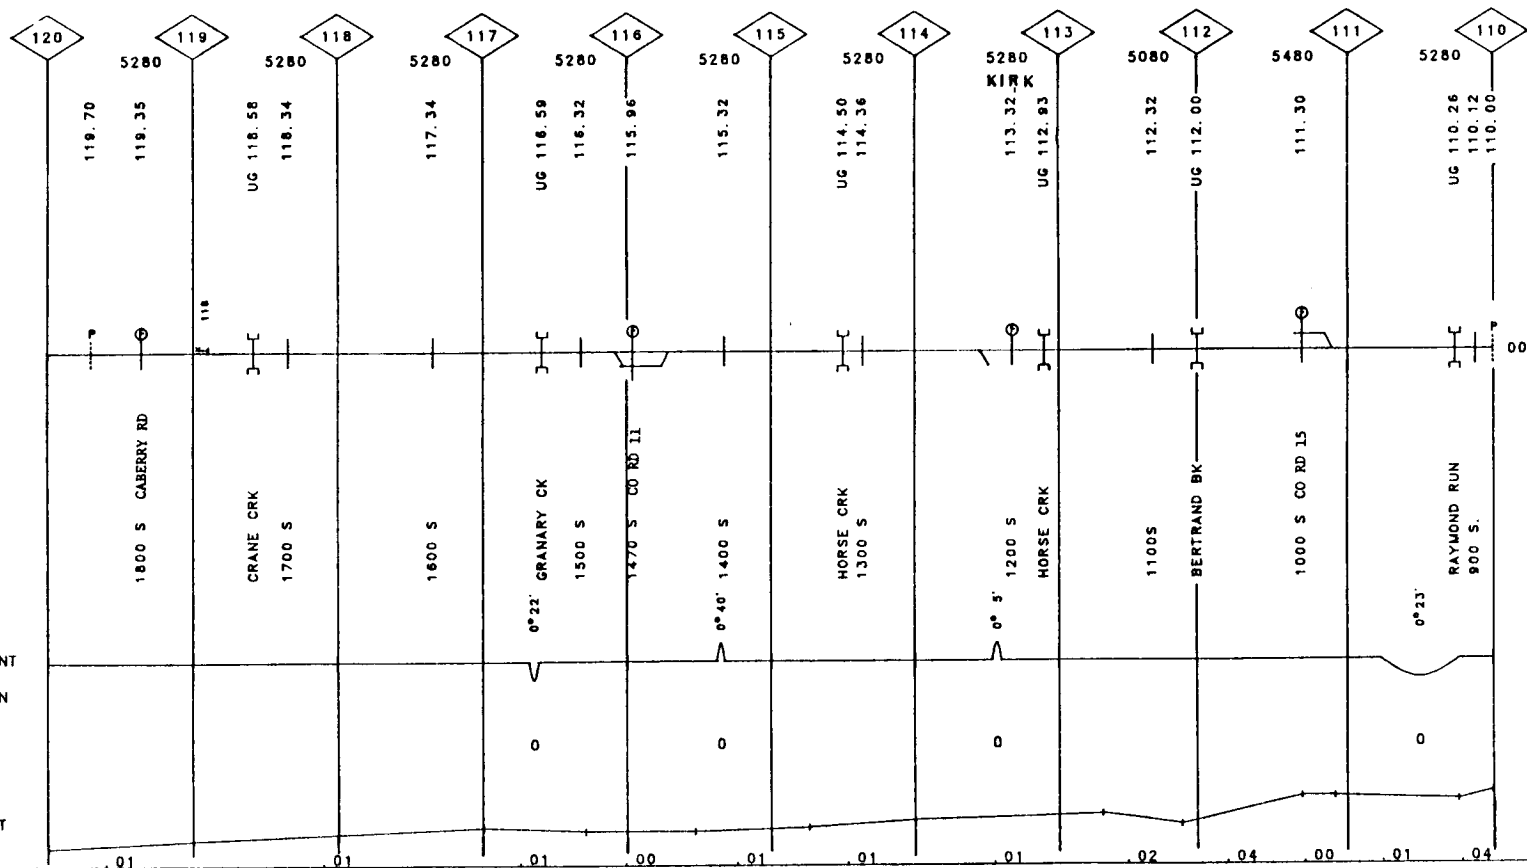 120 119 118 117 116 115 114 113 112 111 110
5280 5280 5280 5280 5280 5280 5280 5080 5480 5280
KIRK
119.70
119.35
UG 118.58
118.34
117.34
UG 116.59
116.32
115.96
115.32
UG 114.50
114.36
113.32
UG 112.93
112.32
UG 112.00
111.30
UG 110.26
110.12
110.00
P
F
118
F
F
F
P
00
1800 S CABERRY RD
CRANE CRK
1700 S
1600 S
GRANARY CK
1500 S
1470 S CO RD 11
1400 S
HORSE CRK
1300 S
1200 S
HORSE CRK
1100S
BERTRAND BK
1000 S CO RD 15
RAYMOND RUN
900 S.
0°22'
0°40'
0° 5'
0°23'
NT
N
0 0 0 0
T
.01 .01 .01 .00 .01 .01 .01 .02 .04 .00 .01 .04